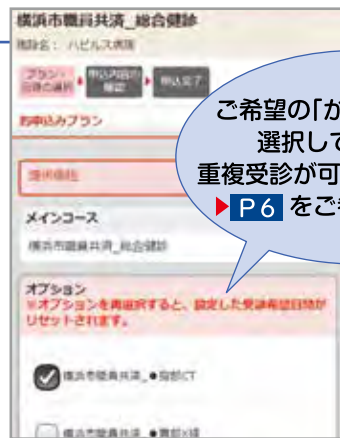 横浜市職員共済_総合健診
施設名： ハピルス病院
プラン・
日時の選択
申込内容の
確認
申込完了
お申込みプラン
選択価格
メインコース
横浜市職員共済_総合健診
オプション
※オプションを再選択すると、設定した受診希望日時が
リセットされます。
横浜市職員共済_●胸部CT
横浜市職員共済_●胃部X線
ご希望の「が
選択して
重複受診が可
▶P6 をご